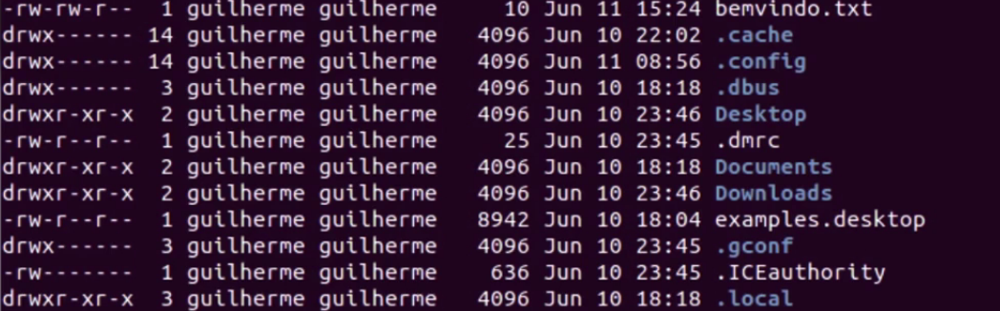 -rw-rw-r--  1 guilherme guilherme   10 Jun 11 15:24 bemvindo.txt
drwx------ 14 guilherme guilherme 4096 Jun 10 22:02 .cache
drwx------ 14 guilherme guilherme 4096 Jun 11 08:56 .config
drwx------  3 guilherme guilherme 4096 Jun 10 18:18 .dbus
drwxr-xr-x  2 guilherme guilherme 4096 Jun 10 23:46 Desktop
-rw-r--r--  1 guilherme guilherme   25 Jun 10 23:45 .dmrc
drwxr-xr-x  2 guilherme guilherme 4096 Jun 10 18:18 Documents
drwxr-xr-x  2 guilherme guilherme 4096 Jun 10 23:46 Downloads
-rw-r--r--  1 guilherme guilherme 8942 Jun 10 18:04 examples.desktop
drwx------  3 guilherme guilherme 4096 Jun 10 23:45 .gconf
-rw-------  1 guilherme guilherme  636 Jun 10 23:45 .ICEauthority
drwxr-xr-x  3 guilherme guilherme 4096 Jun 10 18:18 .local